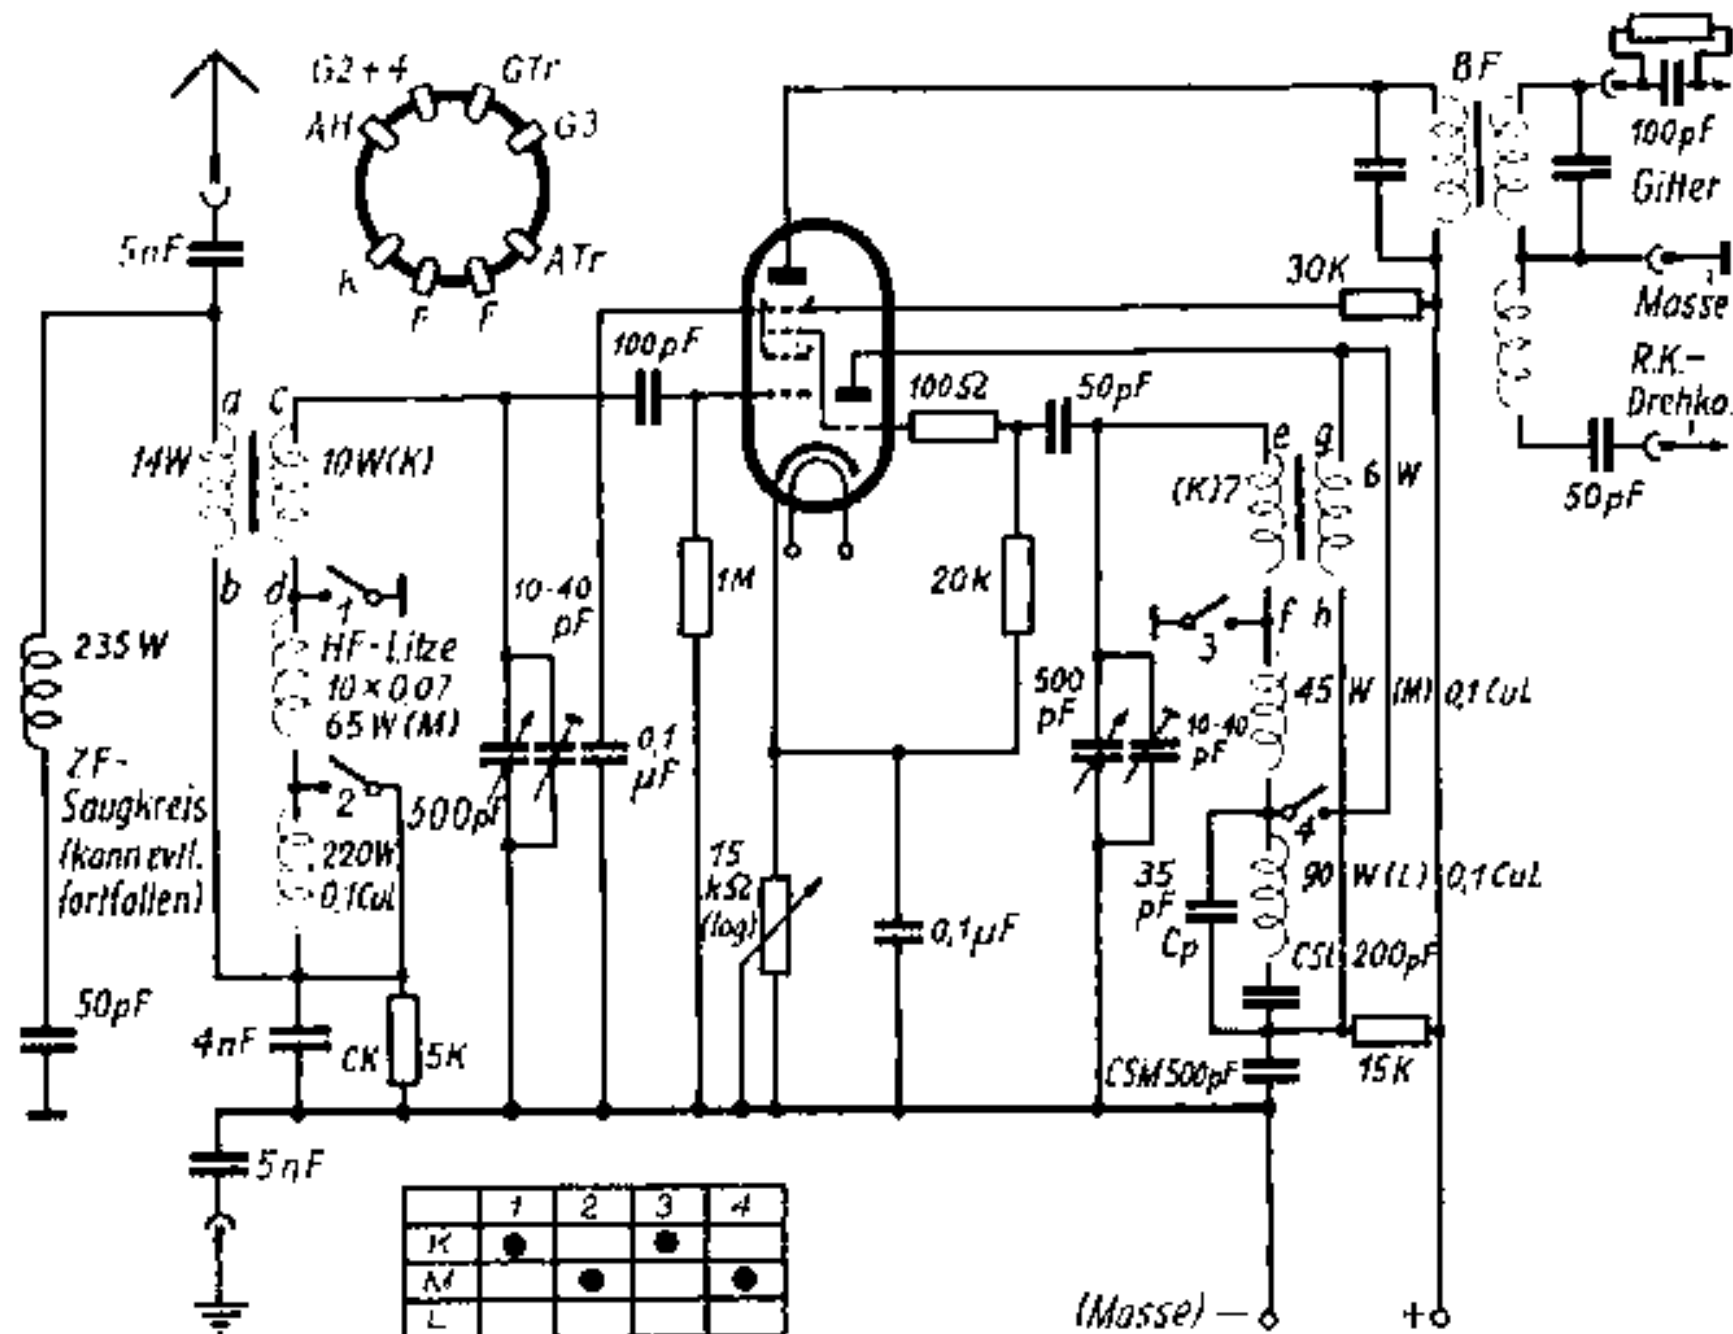 G2+4
GTr
AH
G3
K
F
F
ATr
5nF
8F
100pF
Gitter
30K
Masse
R.K.-
Drehko.
50pF
100pF
100Ω
50pF
a
c
14W
10W(K)
b
d
1
HF-Litze
10×0,07
65W(M)
2
220W
0,1CuL
235W
ZF-
Saugkreis
(kann evtl.
fortfallen)
50pF
4nF
CK
5K
5nF
10-40
pF
500pF
0,1
µF
1M
20k
15
kΩ
(log)
0,1µF
e
g
(K)7
6W
f
h
3
500
pF
10-40
pF
45W(M)0,1CuL
4
90W(L)0,1CuL
35
pF
Cp
CSL 200pF
CSM500pF
15K
1 2 3 4
K ● ●
M ● ●
L
(Masse) −
+